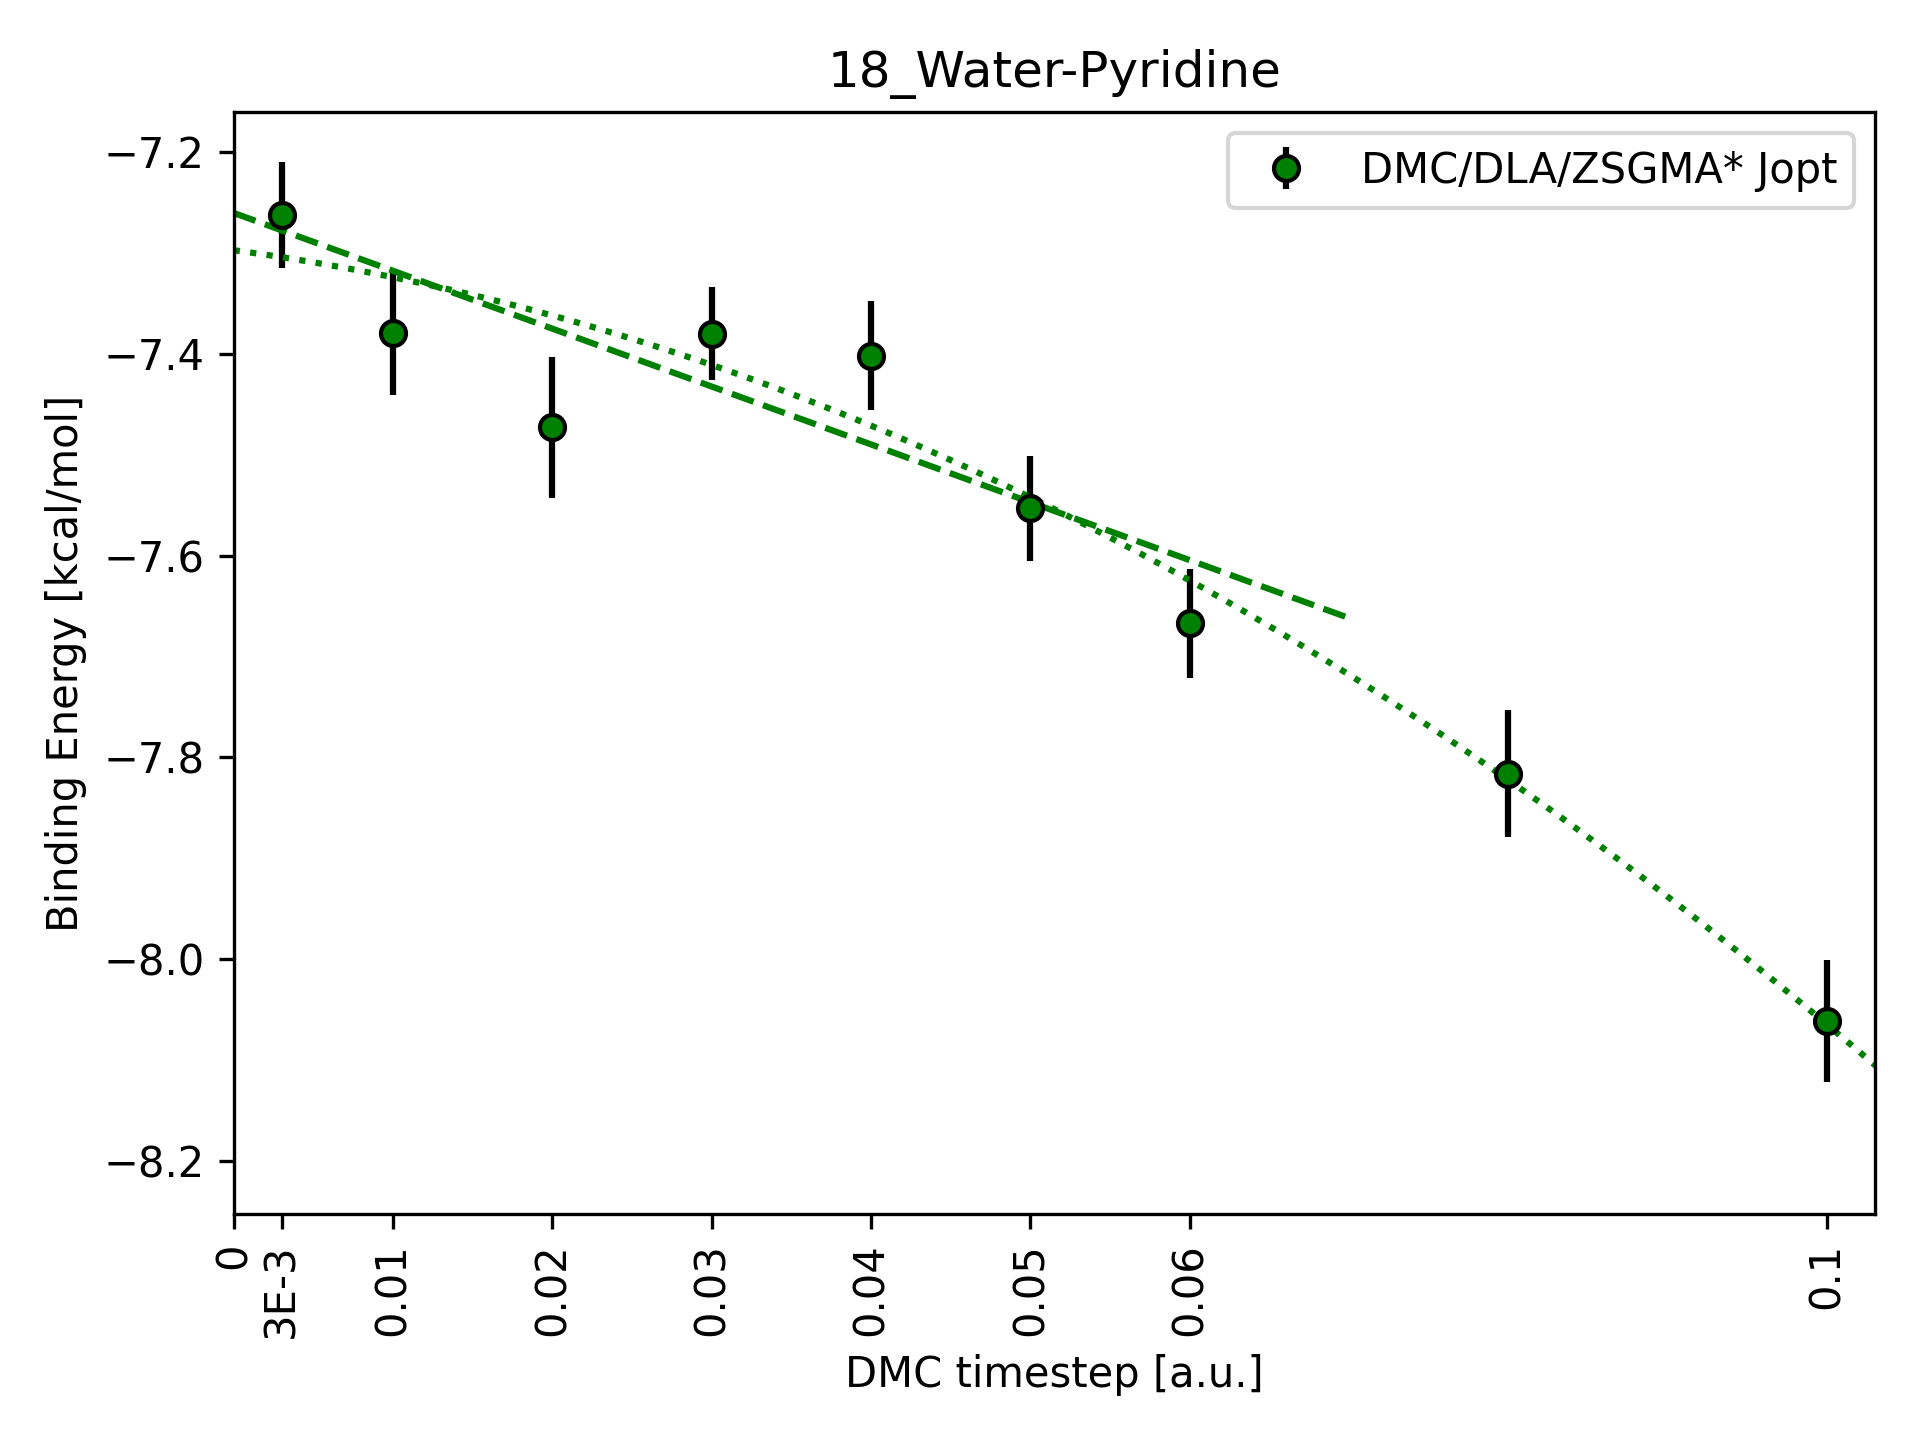 18_Water-Pyridine
DMC/DLA/ZSGMA* Jopt
Binding Energy [kcal/mol]
−7.2
−7.4
−7.6
−7.8
−8.0
−8.2
0
3E-3
0.01
0.02
0.03
0.04
0.05
0.06
0.1
DMC timestep [a.u.]